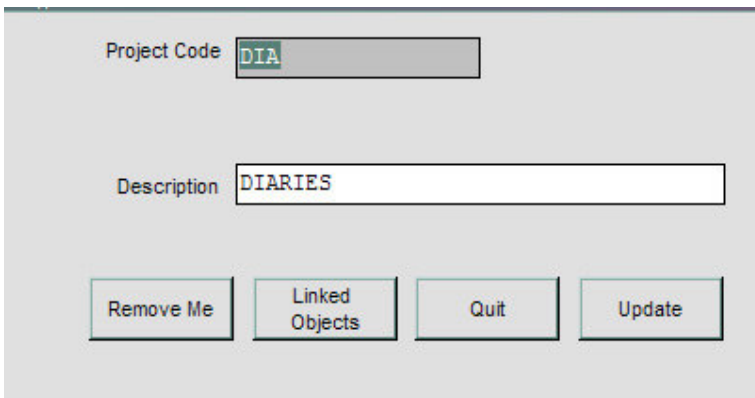 Project Code DIA
Description DIARIES
Remove Me Linked Objects Quit Update